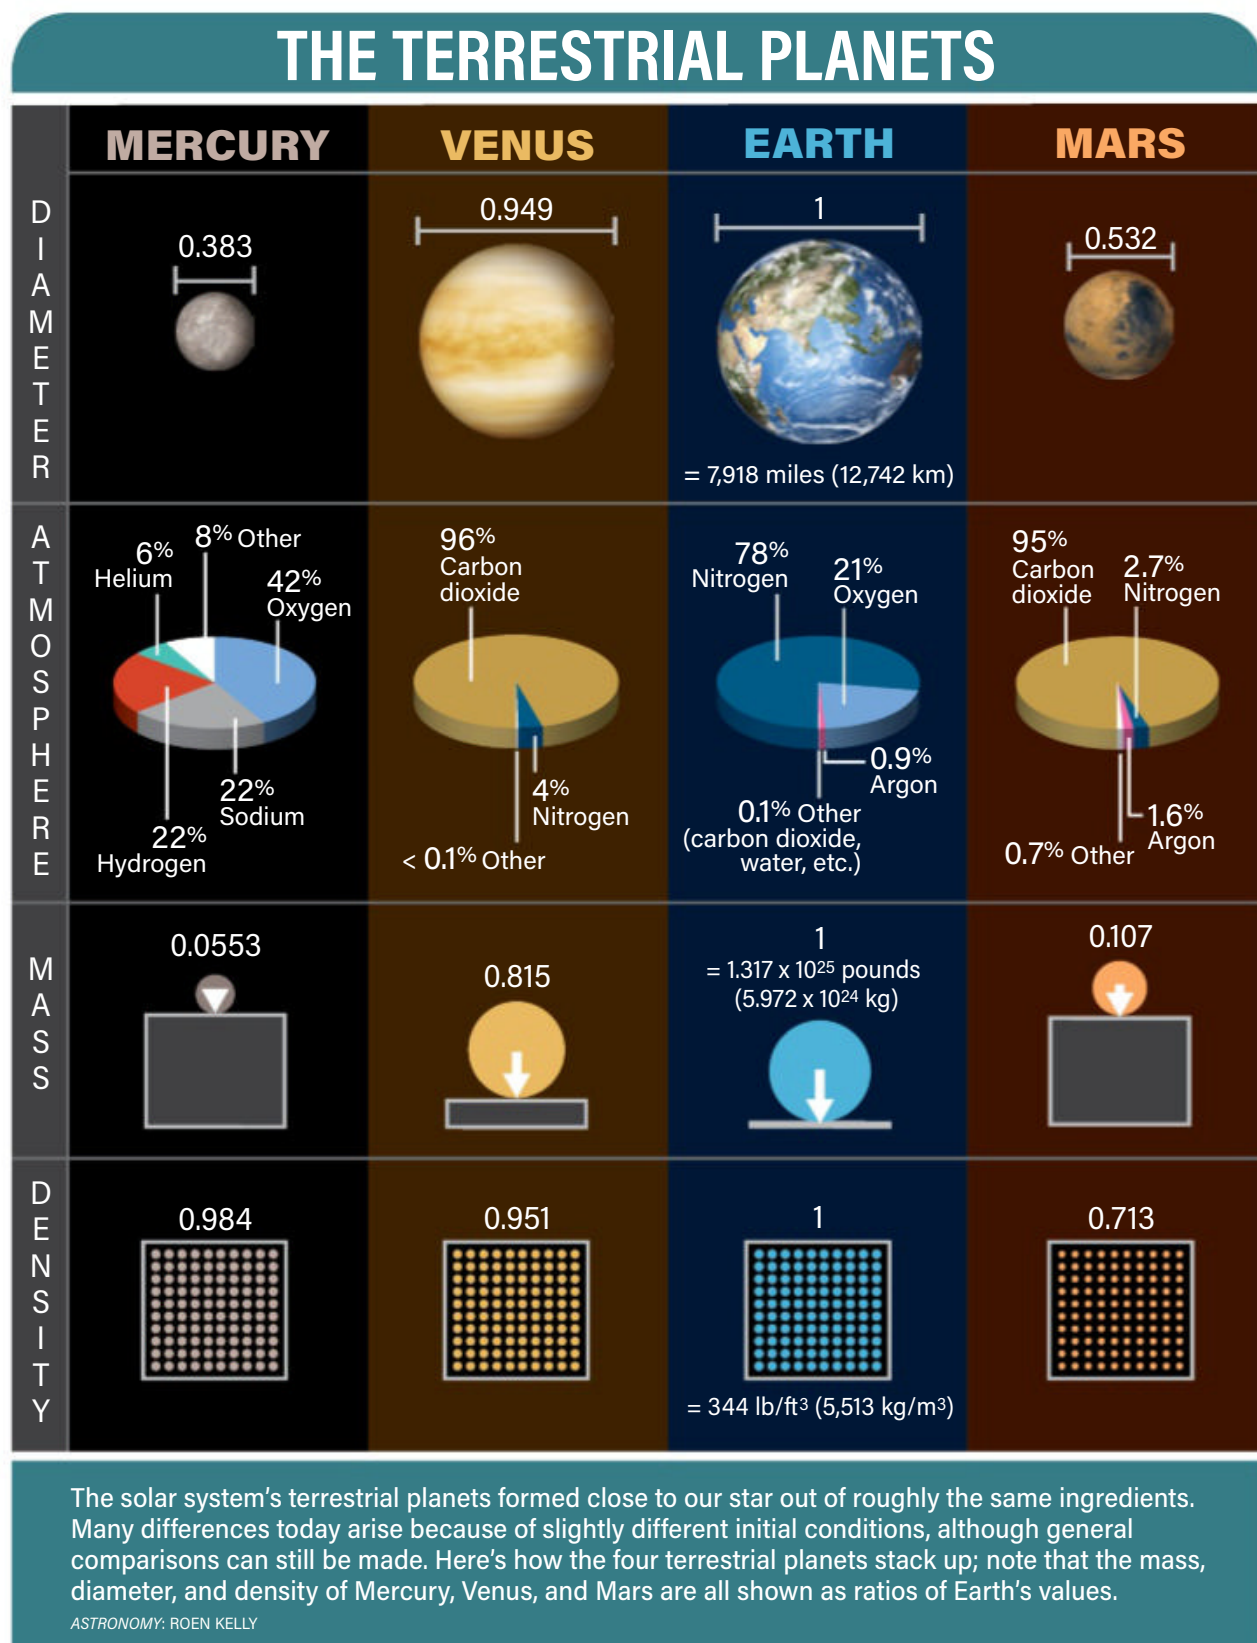 THE TERRESTRIAL PLANETS
MERCURY
VENUS
EARTH
MARS
DIAMETER
0.383
0.949
1
= 7,918 miles (12,742 km)
0.532
ATMOSPHERE
6%
Helium
8% Other
42%
Oxygen
22%
Sodium
22%
Hydrogen
96%
Carbon
dioxide
4%
Nitrogen
< 0.1% Other
78%
Nitrogen
21%
Oxygen
0.9%
Argon
0.1% Other
(carbon dioxide,
water, etc.)
95%
Carbon
dioxide
2.7%
Nitrogen
1.6%
Argon
0.7% Other
MASS
0.0553
0.815
1
= 1.317 x 10²⁵ pounds
(5.972 x 10²⁴ kg)
0.107
DENSITY
0.984
0.951
1
= 344 lb/ft³ (5,513 kg/m³)
0.713
The solar system's terrestrial planets formed close to our star out of roughly the same ingredients.
Many differences today arise because of slightly different initial conditions, although general
comparisons can still be made. Here's how the four terrestrial planets stack up; note that the mass,
diameter, and density of Mercury, Venus, and Mars are all shown as ratios of Earth's values.
ASTRONOMY: ROEN KELLY